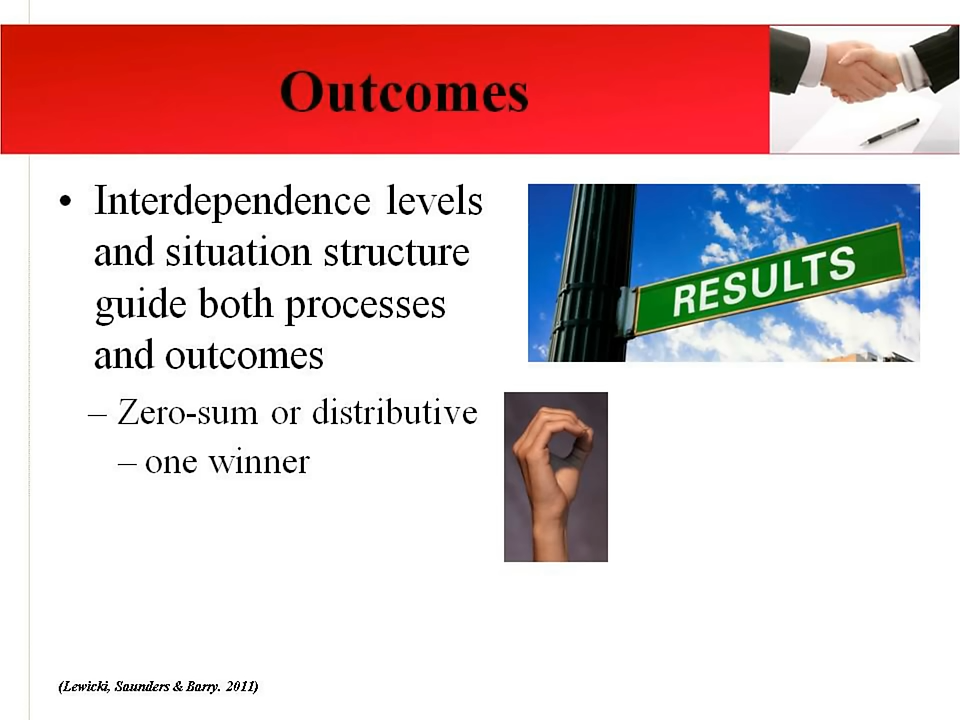 Outcomes
• Interdependence levels
and situation structure
guide both processes
and outcomes
– Zero-sum or distributive
– one winner
RESULTS
(Lewicki, Saunders & Barry. 2011)